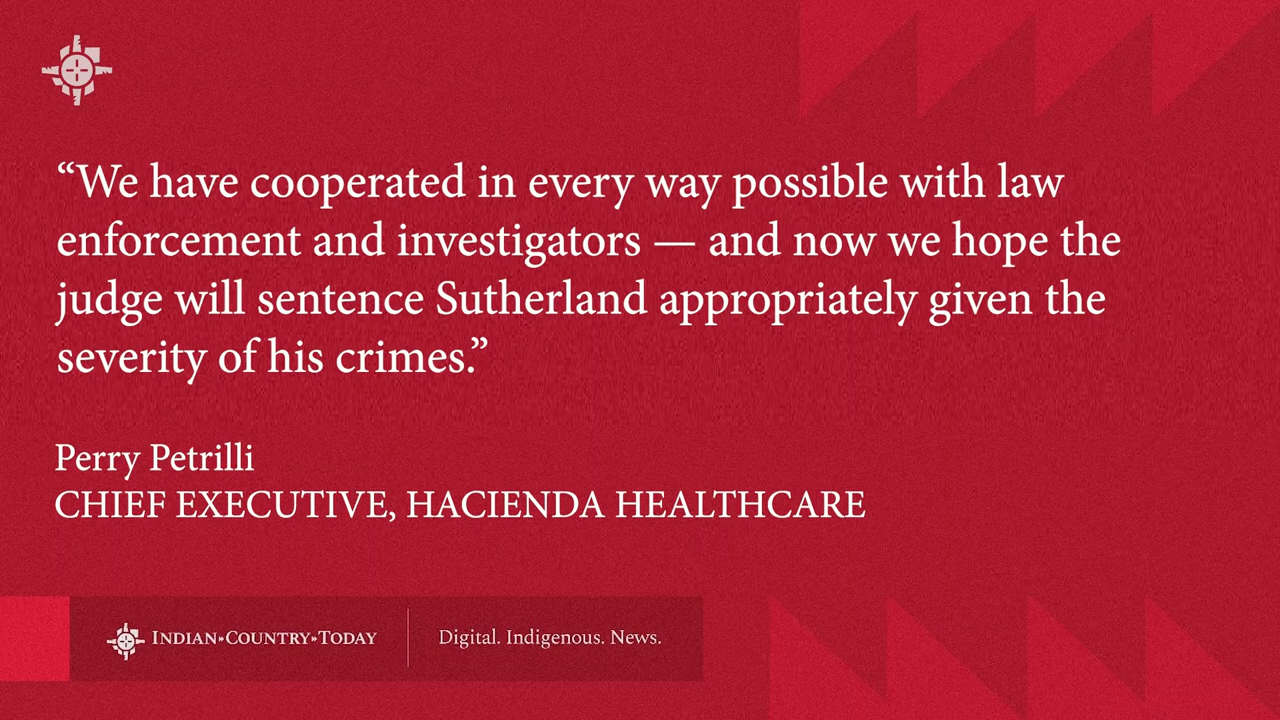 “We have cooperated in every way possible with law
enforcement and investigators — and now we hope the
judge will sentence Sutherland appropriately given the
severity of his crimes.”
Perry Petrilli
CHIEF EXECUTIVE, HACIENDA HEALTHCARE
INDIAN»COUNTRY»TODAY
Digital. Indigenous. News.